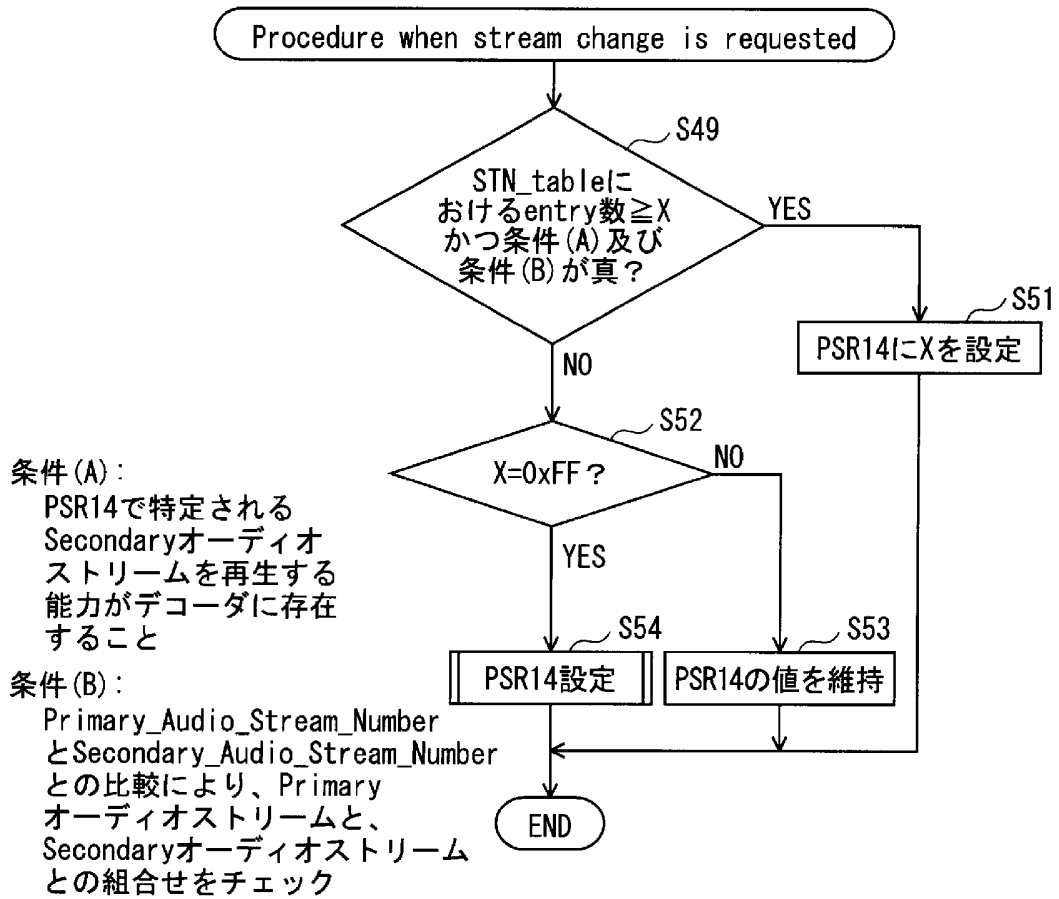 Procedure when stream change is requested
S49
STN_tableに
おけるentry数≧X
かつ条件(A)及び
条件(B)が真？
YES
S51
PSR14にXを設定
NO
S52
X=0xFF？
NO
YES
条件(A)：
PSR14で特定される
Secondaryオーディオ
ストリームを再生する
能力がデコーダに存在
すること
S54
PSR14設定
S53
PSR14の値を維持
条件(B)：
Primary_Audio_Stream_Number
とSecondary_Audio_Stream_Number
との比較により、Primary
オーディオストリームと、
Secondaryオーディオストリーム
との組合せをチェック
END